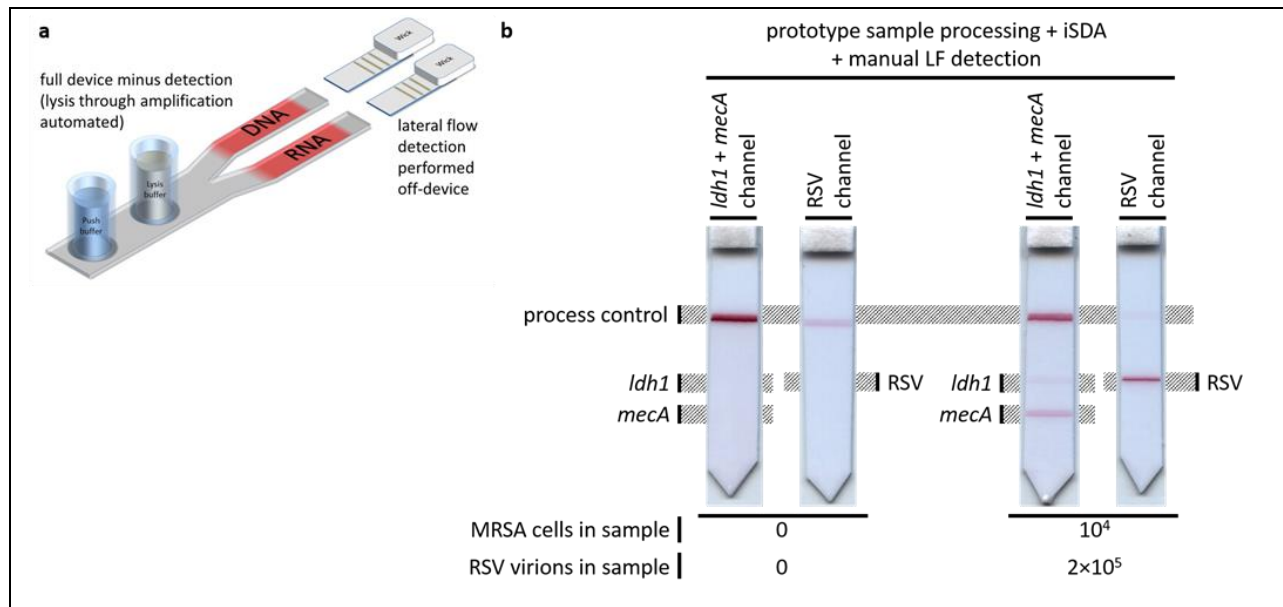 a
full device minus detection
(lysis through amplification
automated)
Wick
Wick
DNA
RNA
Lysis
buffer
Push
buffer
lateral flow
detection
performed
off-device
b
prototype sample processing + iSDA
+ manual LF detection
ldh1 + mecA
channel
RSV
channel
ldh1 + mecA
channel
RSV
channel
process control
ldh1
RSV
ldh1
RSV
mecA
mecA
MRSA cells in sample
0
10⁴
RSV virions in sample
0
2×10⁵